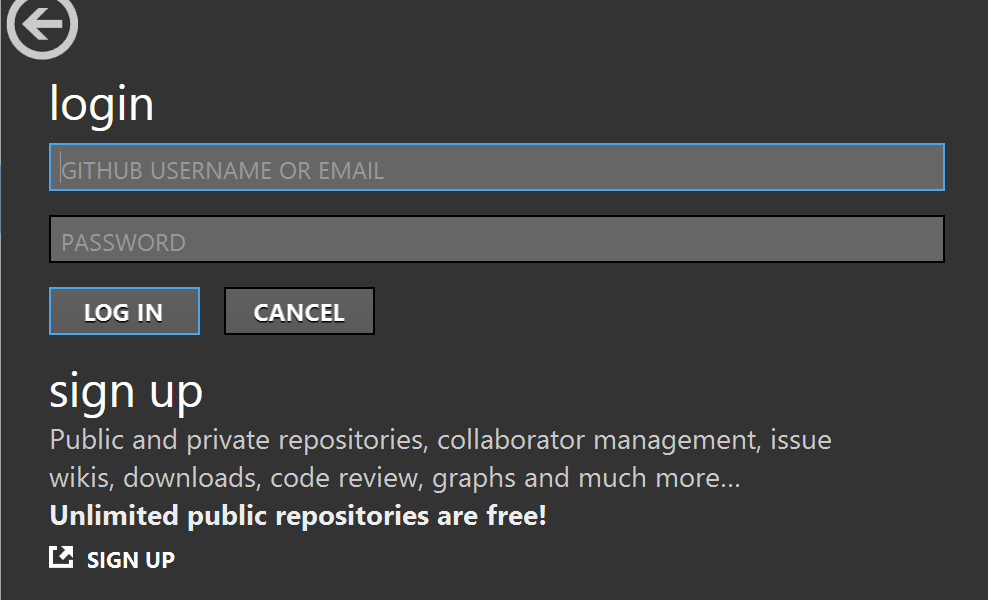 login
GITHUB USERNAME OR EMAIL
PASSWORD
LOG IN
CANCEL
sign up
Public and private repositories, collaborator management, issue
wikis, downloads, code review, graphs and much more...
Unlimited public repositories are free!
SIGN UP